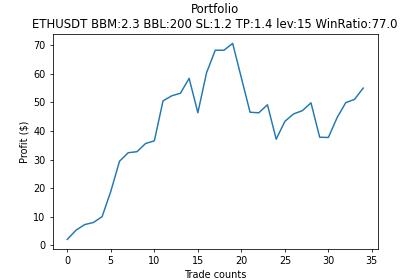 Portfolio
ETHUSDT BBM:2.3 BBL:200 SL:1.2 TP:1.4 lev:15 WinRatio:77.0
70
60
50
40
30
20
10
0
Profit ($)
0 5 10 15 20 25 30 35
Trade counts